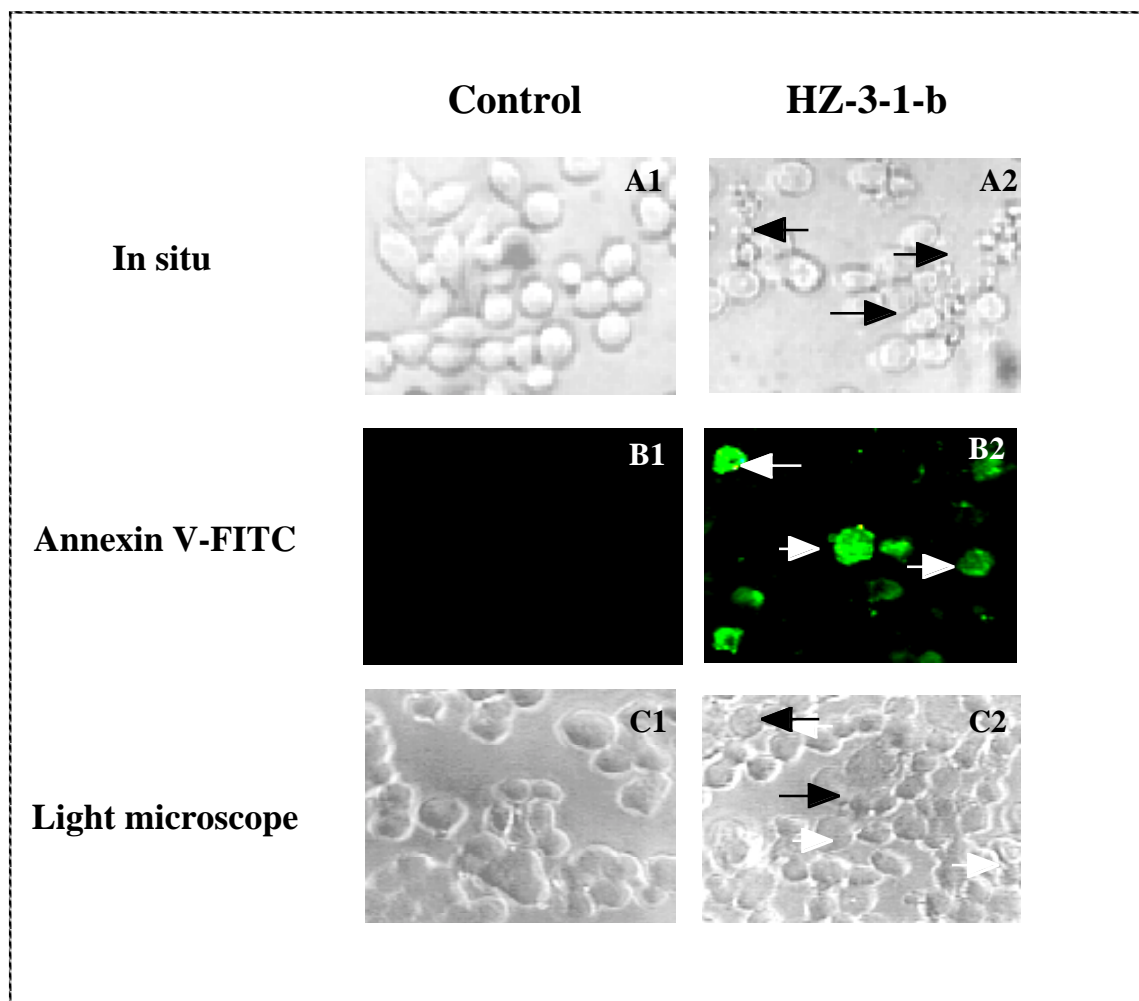 Control HZ-3-1-b
In situ A1 A2
Annexin V-FITC B1 B2
Light microscope C1 C2